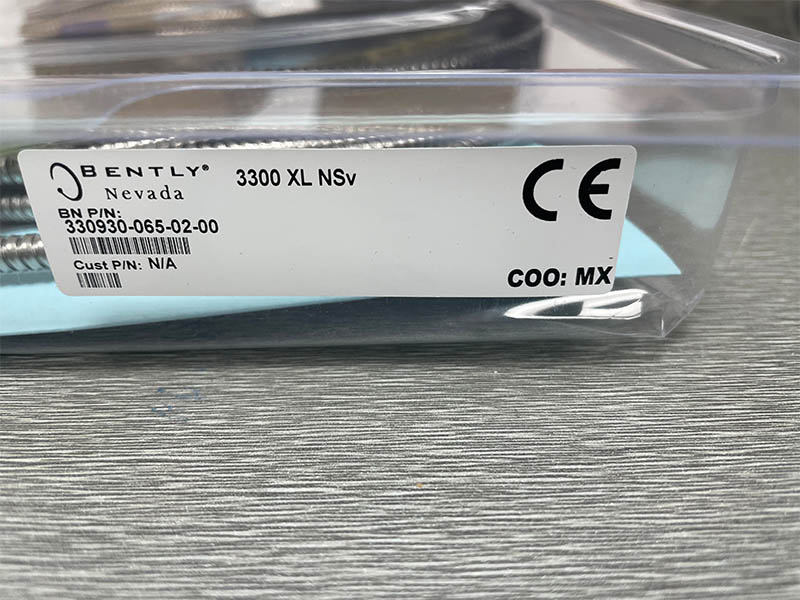 BENTLY®
Nevada
3300 XL NSv
CE
BN P/N:
330930-065-02-00
Cust P/N: N/A
COO: MX